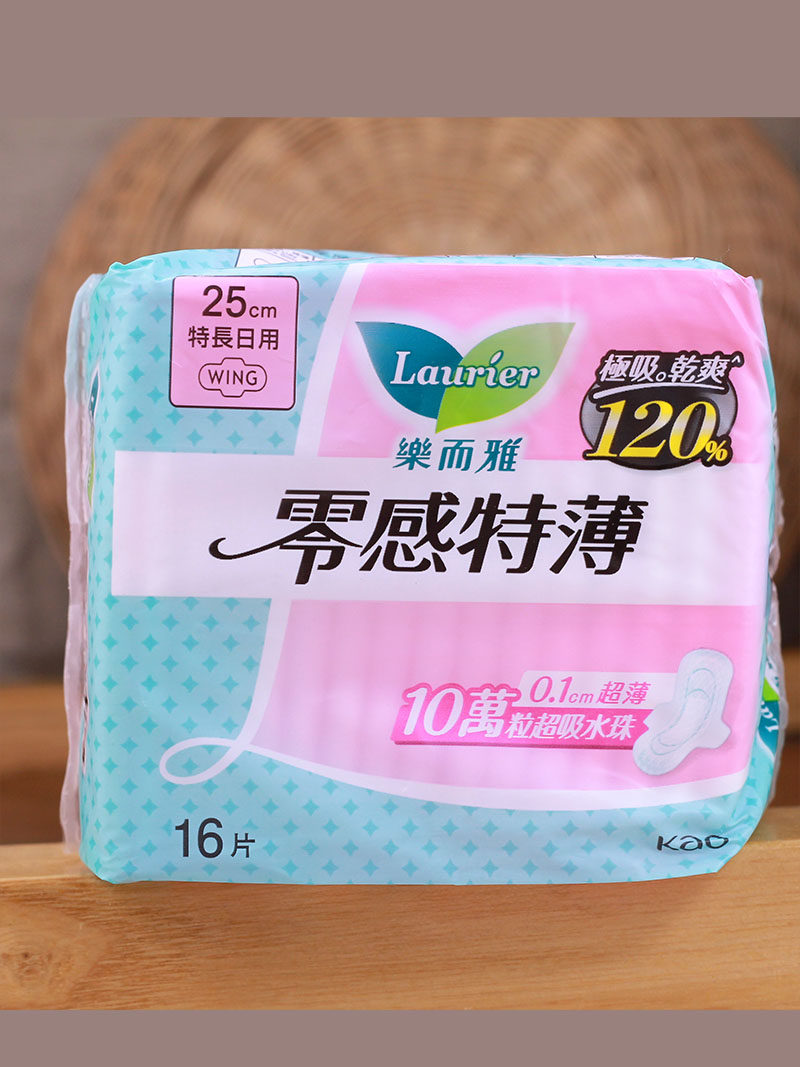 25cm
特長日用
WING
Laurier
樂而雅
極吸。乾爽^
120%
零感特薄
0.1cm超薄
10萬粒超吸水珠
16片
Kao